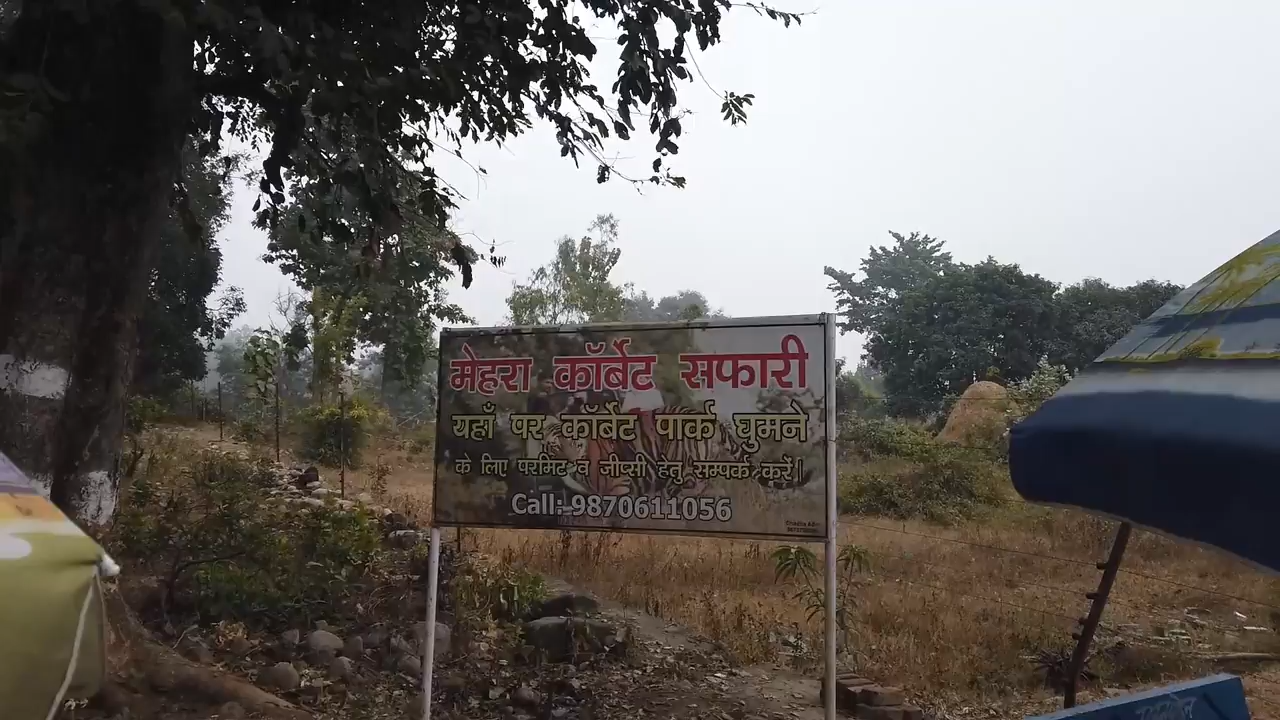 मेहरा कॉर्बेट सफारी
यहाँ पर कॉर्बेट पार्क घुमने
के लिए परमिट व जीप्सी हेतु सम्पर्क करें।
Call: 9870611056